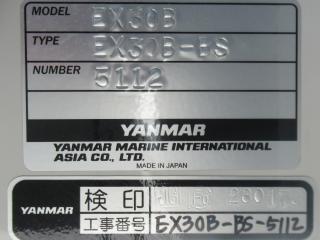 MODEL EX30B
TYPE EX30B-BS
NUMBER 5112
YANMAR
YANMAR MARINE INTERNATIONAL
ASIA CO., LTD.
MADE IN JAPAN
YANMAR 検印
工事番号 EX30B-BS-5112